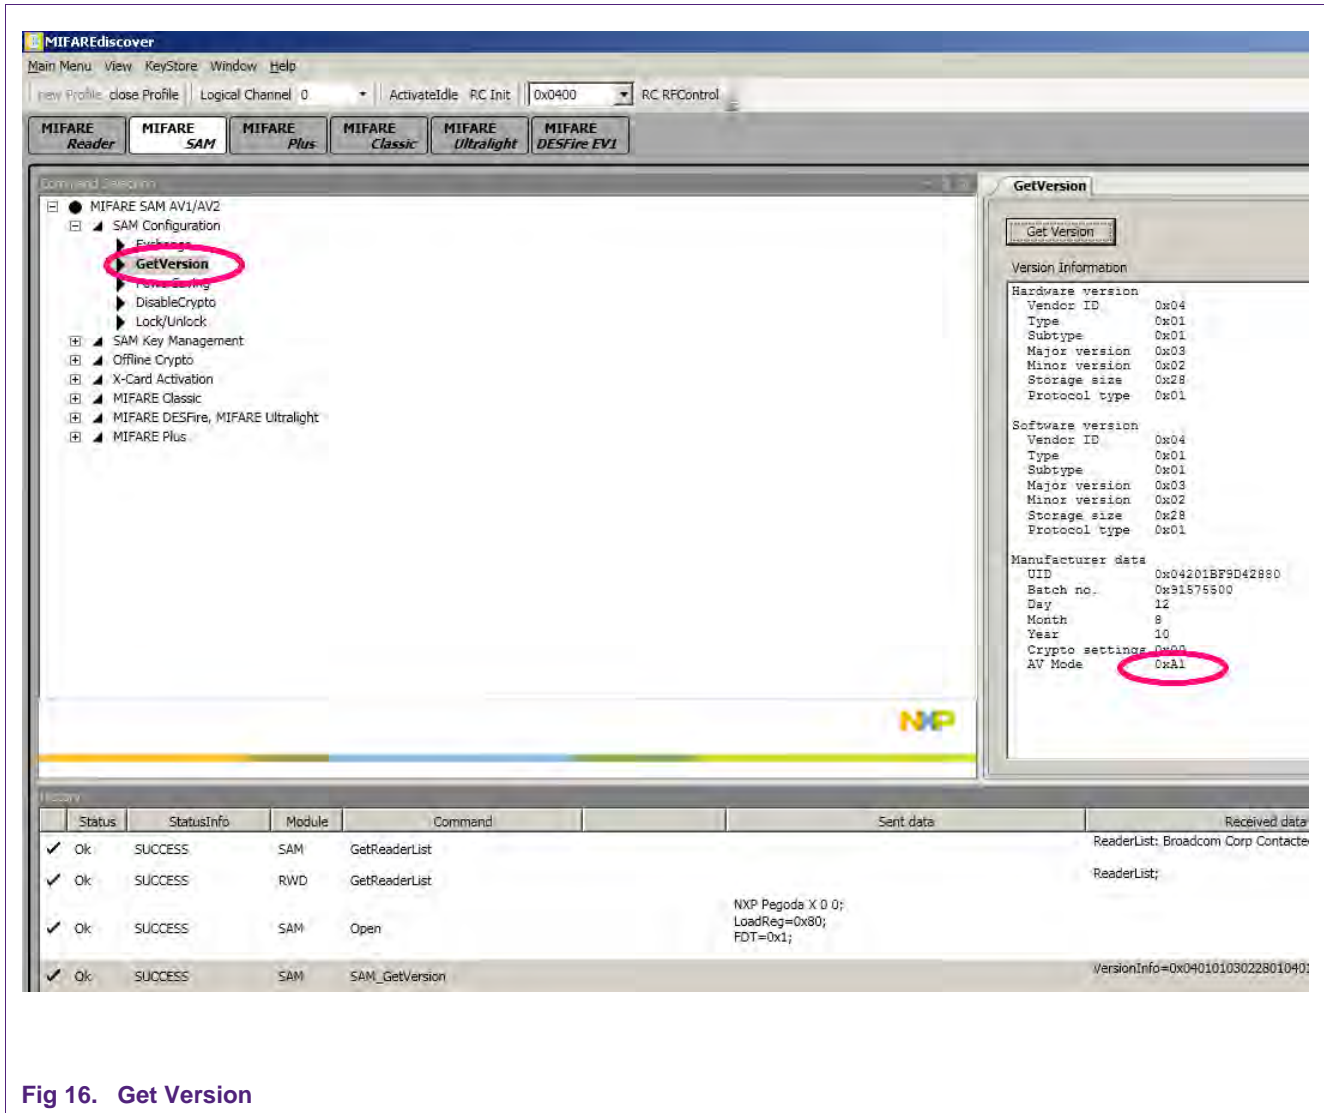 MIFAREdiscover
Main Menu View KeyStore Window Help
new Profile close Profile Logical Channel 0 ActivateIdle RC Init 0x0400 RC RFControl
MIFARE Reader MIFARE SAM MIFARE Plus MIFARE Classic MIFARE Ultralight MIFARE DESFire EV1
Command Selection
MIFARE SAM AV1/AV2
SAM Configuration
Exchange
GetVersion
PowerSaving
DisableCrypto
Lock/Unlock
SAM Key Management
Offline Crypto
X-Card Activation
MIFARE Classic
MIFARE DESFire, MIFARE Ultralight
MIFARE Plus
NXP
GetVersion
Get Version
Version Information
Hardware version
Vendor ID 0x04
Type 0x01
Subtype 0x01
Major version 0x03
Minor version 0x02
Storage size 0x28
Protocol type 0x01
Software version
Vendor ID 0x04
Type 0x01
Subtype 0x01
Major version 0x03
Minor version 0x02
Storage size 0x28
Protocol type 0x01
Manufacturer data
UID 0x04201BF9D42880
Batch no. 0x91575500
Day 12
Month 8
Year 10
Crypto settings 0x00
AV Mode 0xA1
History
Status StatusInfo Module Command Sent data Received data
Ok SUCCESS SAM GetReaderList ReaderList: Broadcom Corp Contacte
Ok SUCCESS RWD GetReaderList ReaderList;
Ok SUCCESS SAM Open NXP Pegoda X 0 0;
LoadReg=0x80;
FDT=0x1;
Ok SUCCESS SAM SAM_GetVersion VersionInfo=0x040101030228010401
Fig 16. Get Version